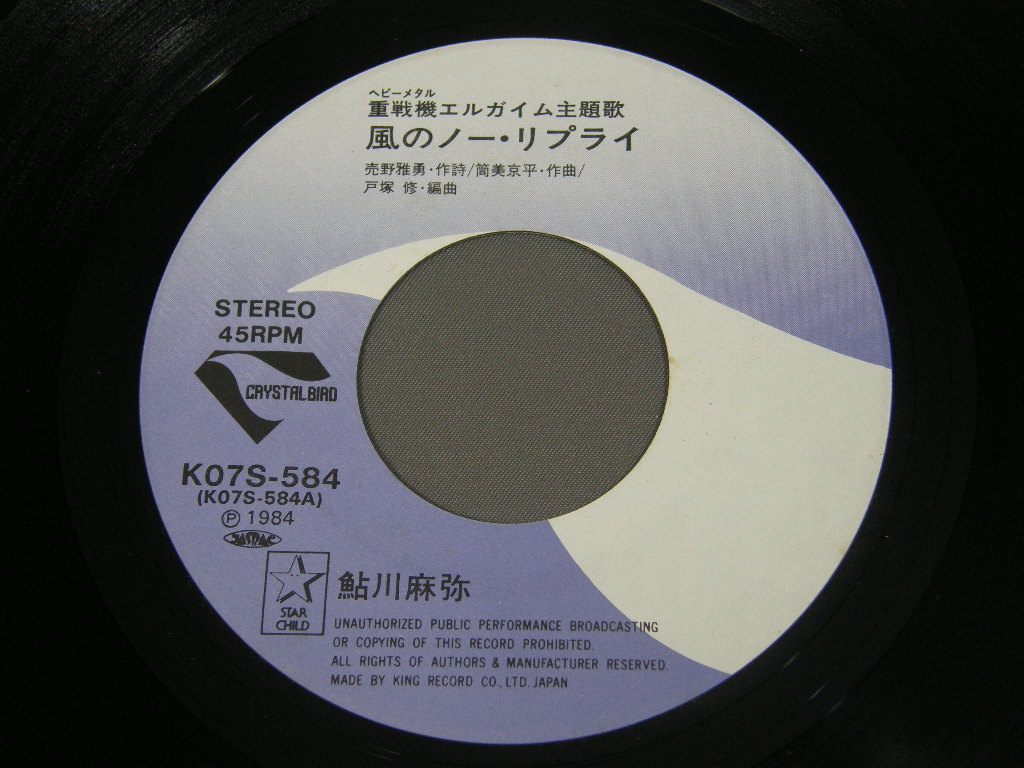 ヘビーメタル
重戦機エルガイム主題歌
風のノー・リプライ
売野雅勇・作詩/筒美京平・作曲/
戸塚 修・編曲
STEREO
45RPM
CRYSTALBIRD
K07S-584
(K07S-584A)
Ⓟ 1984
JASRAC
STAR
CHILD
鮎川麻弥
UNAUTHORIZED PUBLIC PERFORMANCE BROADCASTING
OR COPYING OF THIS RECORD PROHIBITED.
ALL RIGHTS OF AUTHORS & MANUFACTURER RESERVED.
MADE BY KING RECORD CO., LTD. JAPAN